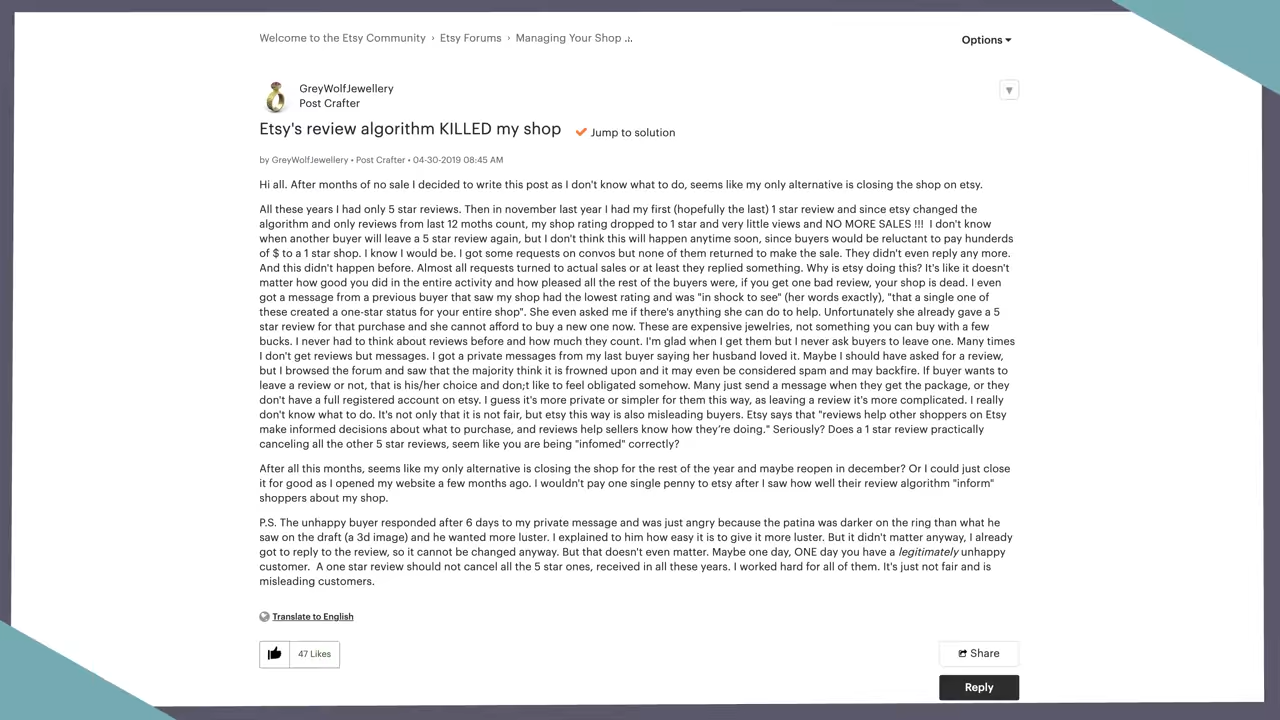 Welcome to the Etsy Community › Etsy Forums › Managing Your Shop .:.
Options
GreyWolfJewellery
Post Crafter
Etsy's review algorithm KILLED my shop Jump to solution
by GreyWolfJewellery • Post Crafter • 04-30-2019 08:45 AM
Hi all. After months of no sale I decided to write this post as I don't know what to do, seems like my only alternative is closing the shop on etsy.
All these years I had only 5 star reviews. Then in november last year I had my first (hopefully the last) 1 star review and since etsy changed the
algorithm and only reviews from last 12 moths count, my shop rating dropped to 1 star and very little views and NO MORE SALES !!! I don't know
when another buyer will leave a 5 star review again, but I don't think this will happen anytime soon, since buyers would be reluctant to pay hunderds
of $ to a 1 star shop. I know I would be. I got some requests on convos but none of them returned to make the sale. They didn't even reply any more.
And this didn't happen before. Almost all requests turned to actual sales or at least they replied something. Why is etsy doing this? It's like it doesn't
matter how good you did in the entire activity and how pleased all the rest of the buyers were, if you get one bad review, your shop is dead. I even
got a message from a previous buyer that saw my shop had the lowest rating and was "in shock to see" (her words exactly), "that a single one of
these created a one-star status for your entire shop". She even asked me if there's anything she can do to help. Unfortunately she already gave a 5
star review for that purchase and she cannot afford to buy a new one now. These are expensive jewelries, not something you can buy with a few
bucks. I never had to think about reviews before and how much they count. I'm glad when I get them but I never ask buyers to leave one. Many times
I don't get reviews but messages. I got a private messages from my last buyer saying her husband loved it. Maybe I should have asked for a review,
but I browsed the forum and saw that the majority think it is frowned upon and it may even be considered spam and may backfire. If buyer wants to
leave a review or not, that is his/her choice and don;t like to feel obligated somehow. Many just send a message when they get the package, or they
don't have a full registered account on etsy. I guess it's more private or simpler for them this way, as leaving a review it's more complicated. I really
don't know what to do. It's not only that it is not fair, but etsy this way is also misleading buyers. Etsy says that "reviews help other shoppers on Etsy
make informed decisions about what to purchase, and reviews help sellers know how they’re doing." Seriously? Does a 1 star review practically
canceling all the other 5 star reviews, seem like you are being "infomed" correctly?
After all this months, seems like my only alternative is closing the shop for the rest of the year and maybe reopen in december? Or I could just close
it for good as I opened my website a few months ago. I wouldn't pay one single penny to etsy after I saw how well their review algorithm "inform"
shoppers about my shop.
P.S. The unhappy buyer responded after 6 days to my private message and was just angry because the patina was darker on the ring than what he
saw on the draft (a 3d image) and he wanted more luster. I explained to him how easy it is to give it more luster. But it didn't matter anyway, I already
got to reply to the review, so it cannot be changed anyway. But that doesn't even matter. Maybe one day, ONE day you have a legitimately unhappy
customer. A one star review should not cancel all the 5 star ones, received in all these years. I worked hard for all of them. It's just not fair and is
misleading customers.
Translate to English
47 Likes
Share
Reply